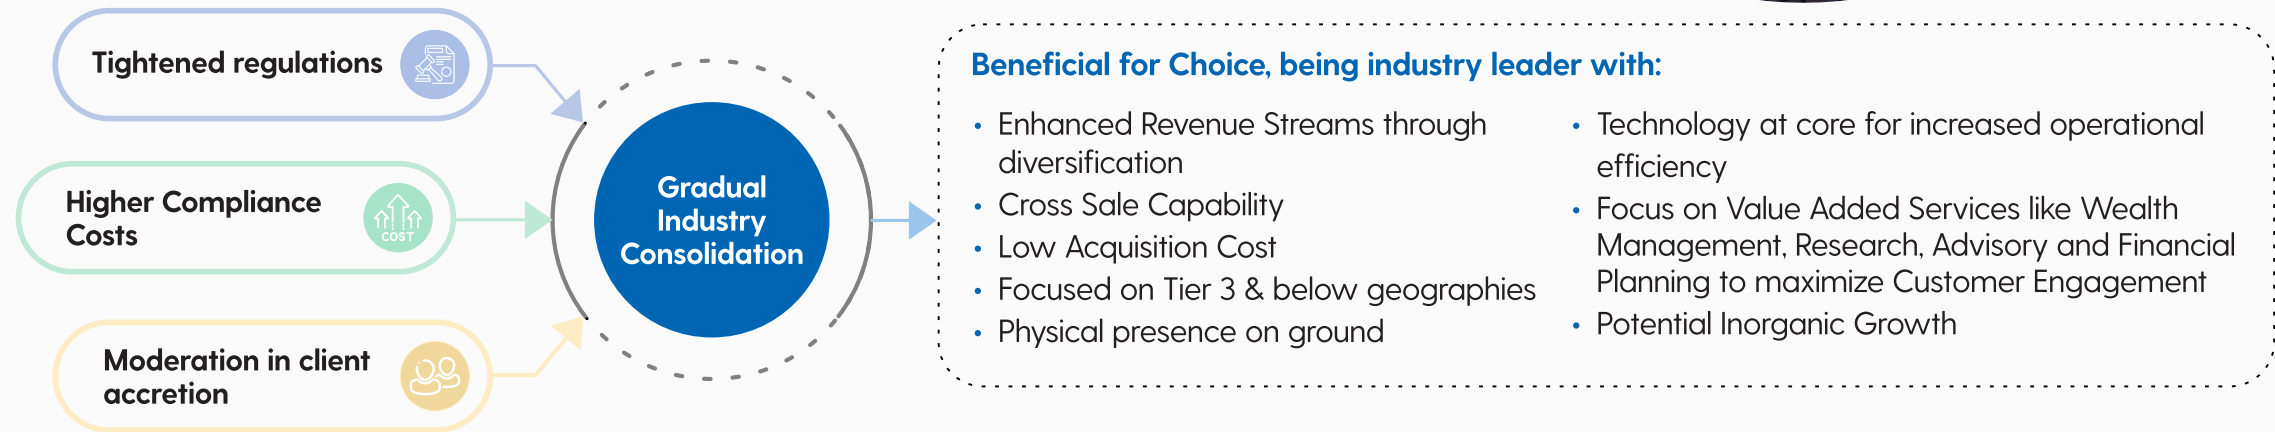 Tightened regulations
Higher Compliance
Costs
COST
Moderation in client
accretion
Gradual
Industry
Consolidation
Beneficial for Choice, being industry leader with:
• Enhanced Revenue Streams through
diversification
• Cross Sale Capability
• Low Acquisition Cost
• Focused on Tier 3 & below geographies
• Physical presence on ground
• Technology at core for increased operational
efficiency
• Focus on Value Added Services like Wealth
Management, Research, Advisory and Financial
Planning to maximize Customer Engagement
• Potential Inorganic Growth